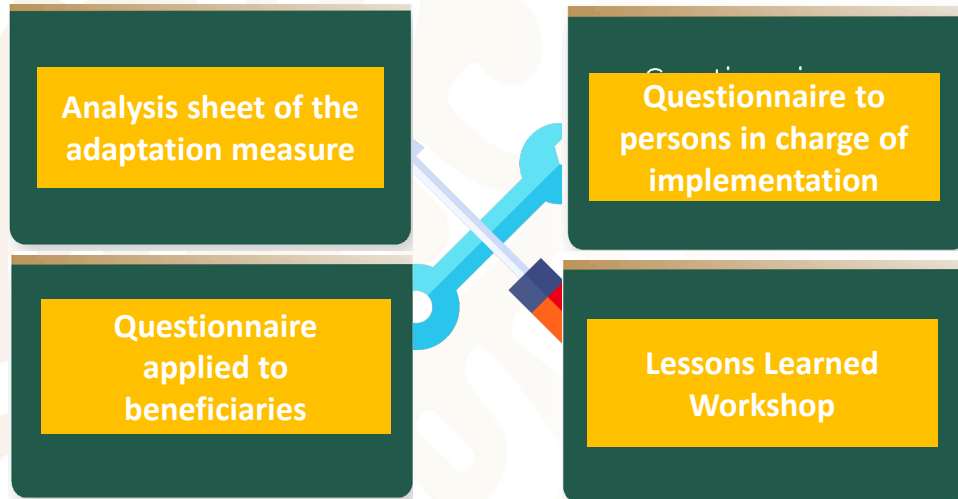 Analysis sheet of the
adaptation measure
Questionnaire to
persons in charge of
implementation
Questionnaire
applied to
beneficiaries
Lessons Learned
Workshop